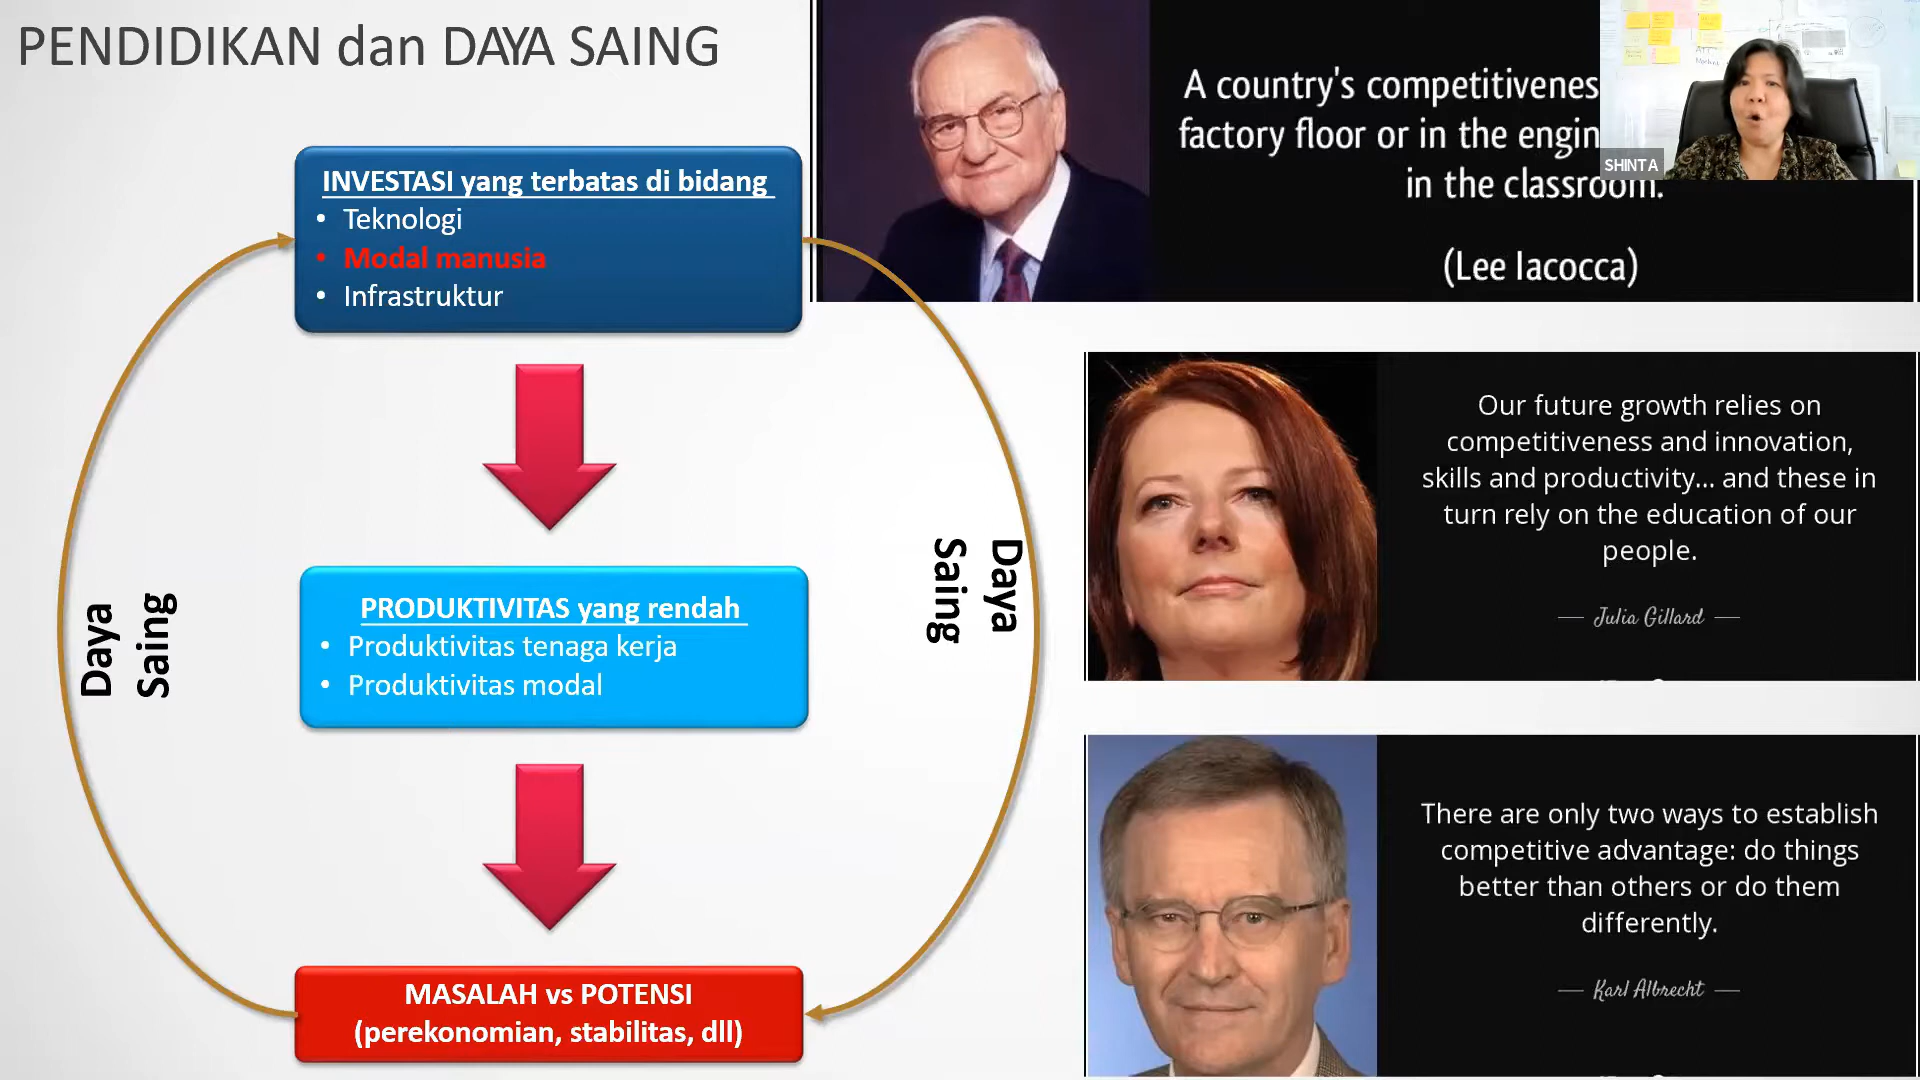 PENDIDIKAN dan DAYA SAING
INVESTASI yang terbatas di bidang
• Teknologi
• Modal manusia
• Infrastruktur
PRODUKTIVITAS yang rendah
• Produktivitas tenaga kerja
• Produktivitas modal
MASALAH vs POTENSI
(perekonomian, stabilitas, dll)
Daya
Saing
Daya
Saing
A country's competitivenes
factory floor or in the engin
in the classroom.
(Lee Iacocca)
SHINTA
Our future growth relies on
competitiveness and innovation,
skills and productivity... and these in
turn rely on the education of our
people.
— Julia Gillard —
There are only two ways to establish
competitive advantage: do things
better than others or do them
differently.
— Karl Albrecht —